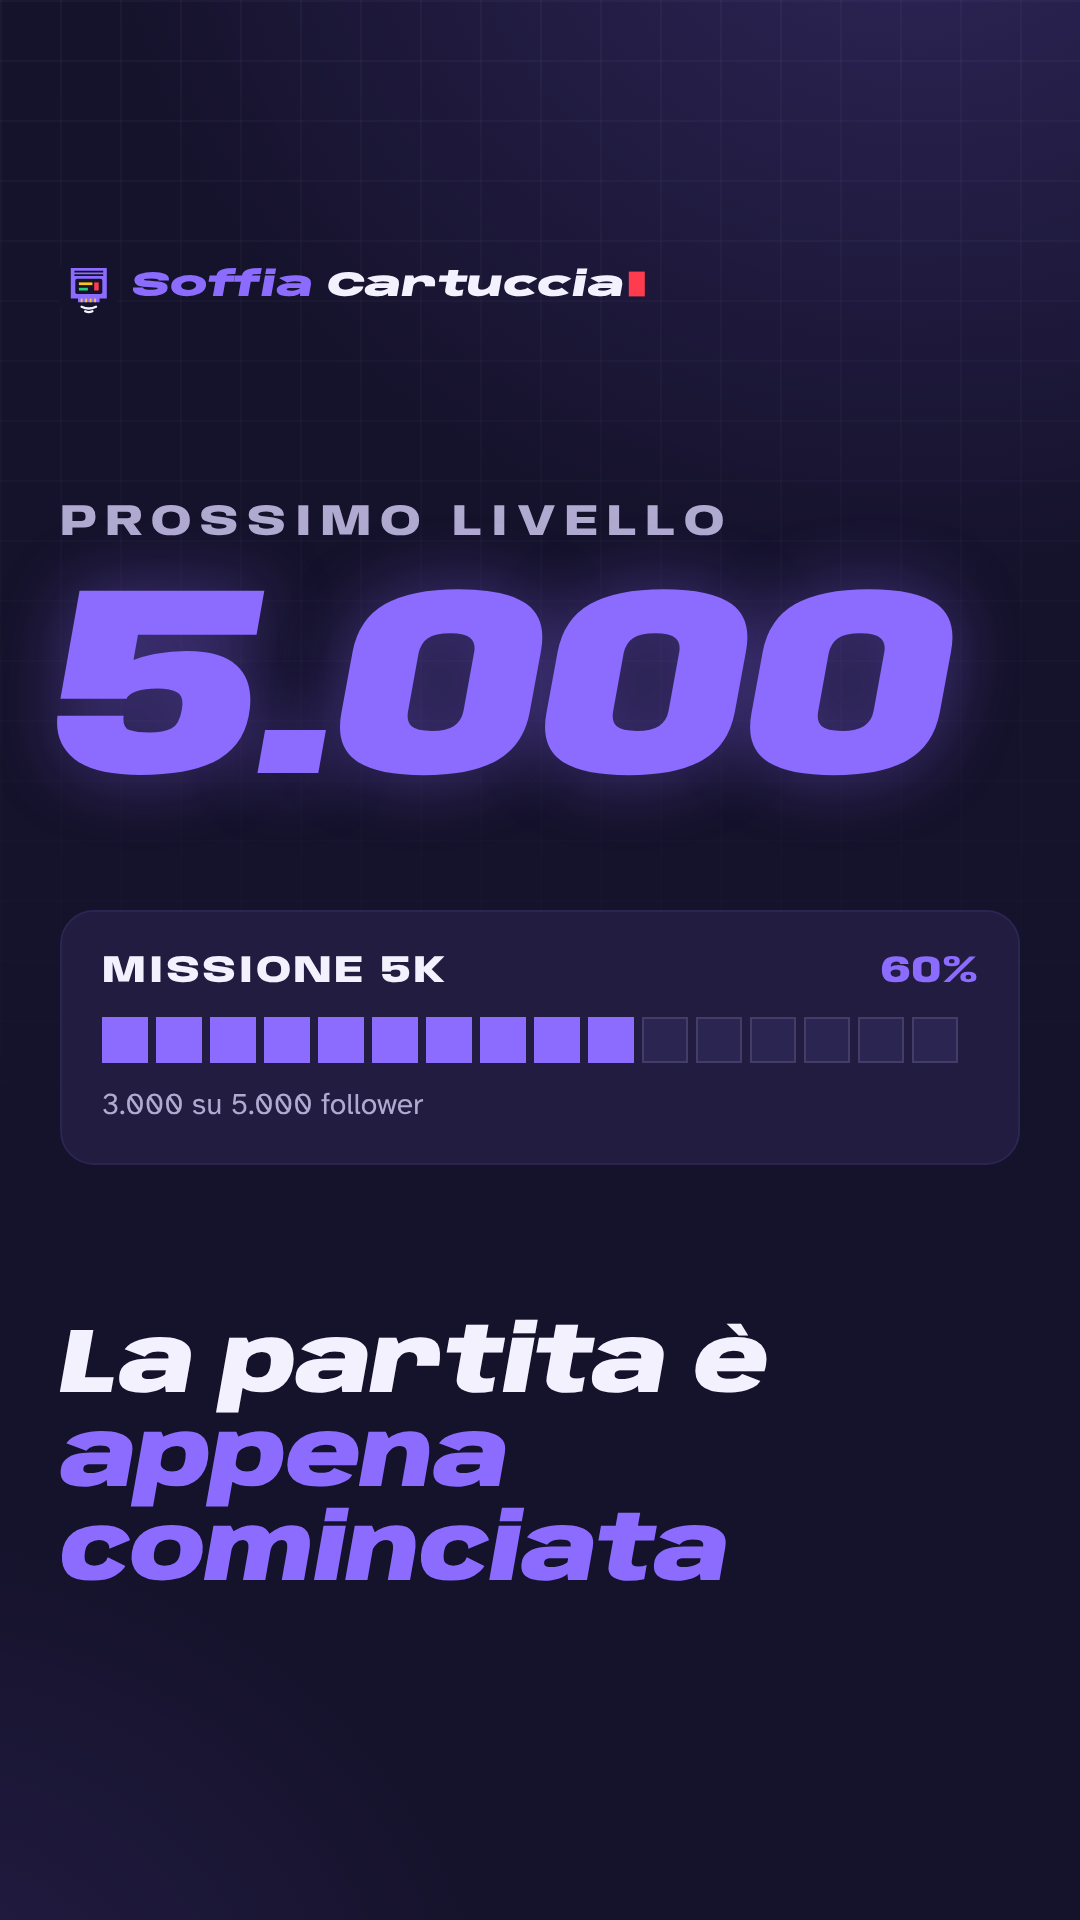 Soffia Cartuccia
PROSSIMO LIVELLO
5.000
MISSIONE 5K 60%
3.000 su 5.000 follower
La partita è
appena
cominciata